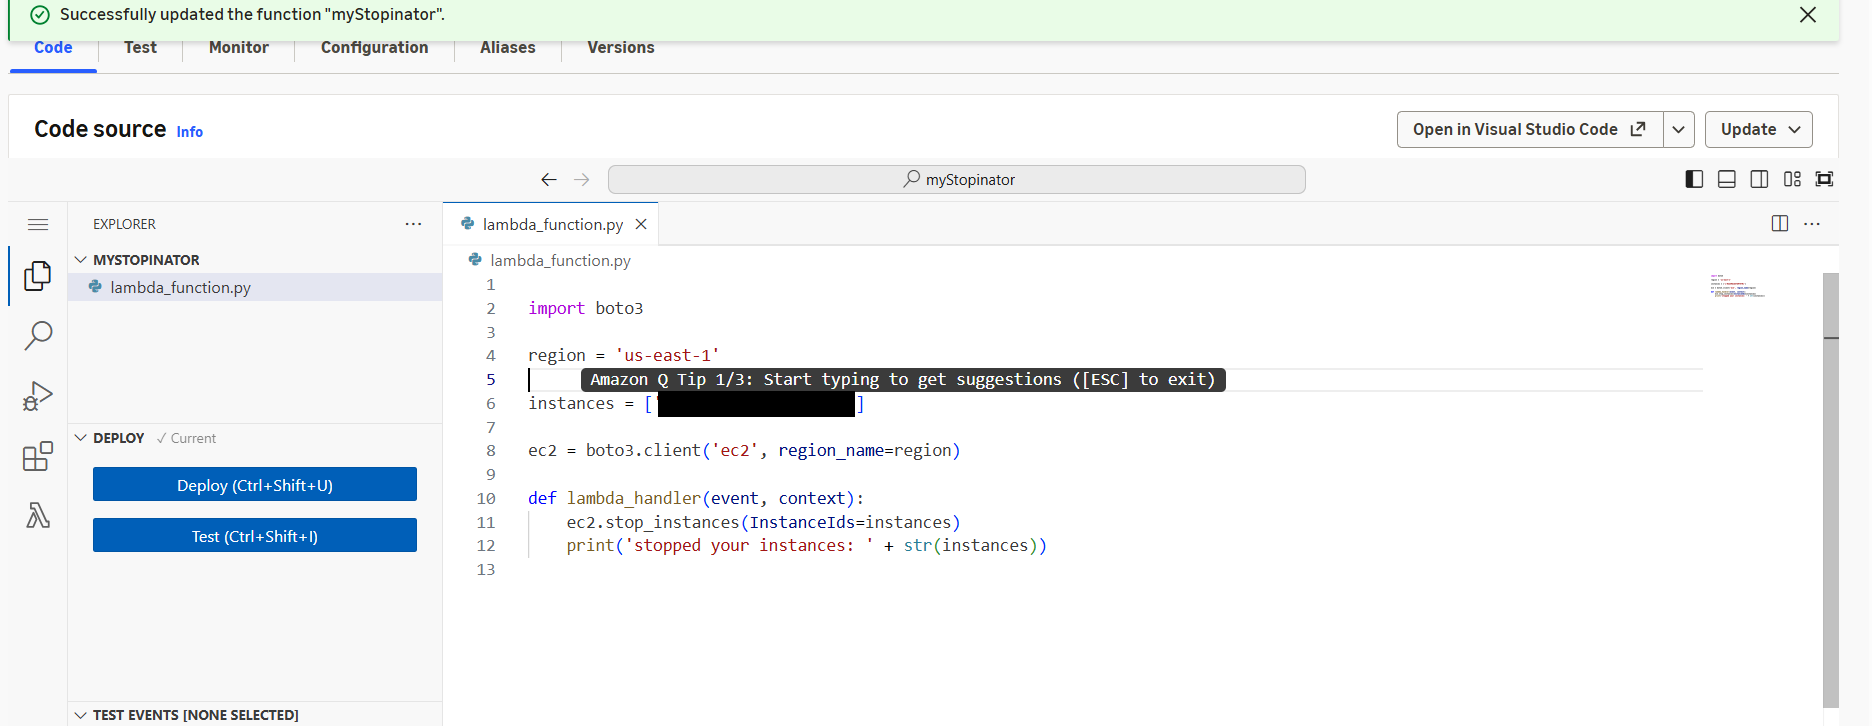 Successfully updated the function "myStopinator".
Code Test Monitor Configuration Aliases Versions
Code source Info
Open in Visual Studio Code
Update
myStopinator
EXPLORER
MYSTOPINATOR
lambda_function.py
DEPLOY Current
Deploy (Ctrl+Shift+U)
Test (Ctrl+Shift+I)
TEST EVENTS [NONE SELECTED]
lambda_function.py
lambda_function.py
1
2 import boto3
3
4 region = 'us-east-1'
5 Amazon Q Tip 1/3: Start typing to get suggestions ([ESC] to exit)
6 instances = [' ]
7
8 ec2 = boto3.client('ec2', region_name=region)
9
10 def lambda_handler(event, context):
11 ec2.stop_instances(InstanceIds=instances)
12 print('stopped your instances: ' + str(instances))
13